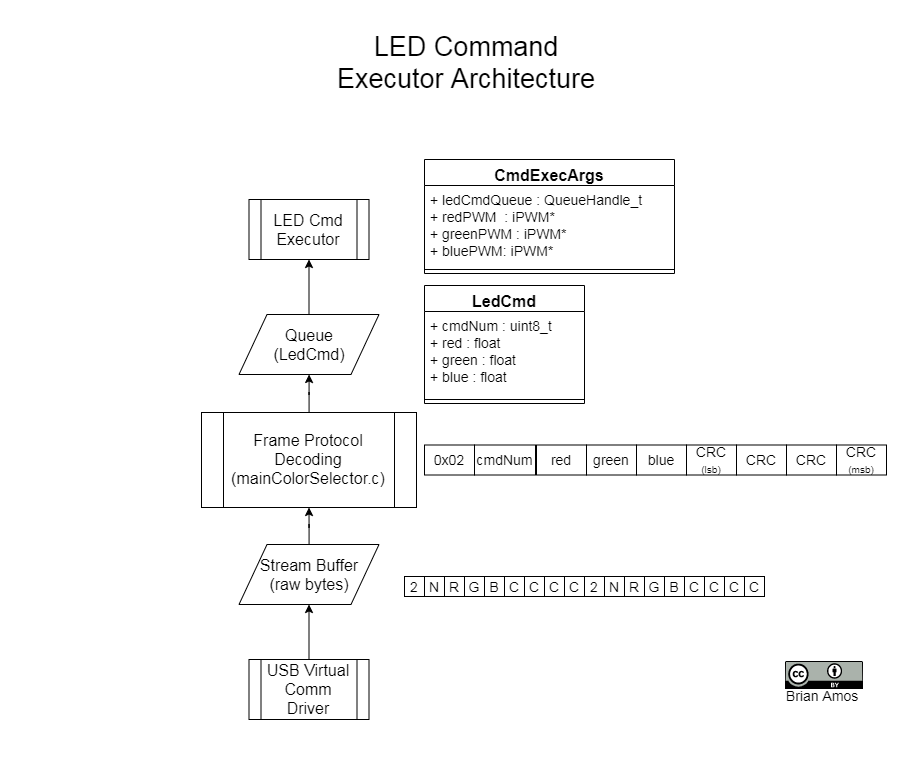 LED Command
Executor Architecture
CmdExecArgs
+ ledCmdQueue : QueueHandle_t
+ redPWM : iPWM*
+ greenPWM : iPWM*
+ bluePWM: iPWM*
LED Cmd
Executor
LedCmd
+ cmdNum : uint8_t
+ red : float
+ green : float
+ blue : float
Queue
(LedCmd)
Frame Protocol
Decoding
(mainColorSelector.c)
0x02 cmdNum red green blue CRC (lsb) CRC CRC CRC (msb)
Stream Buffer
(raw bytes)
2 N R G B C C C C 2 N R G B C C C C
USB Virtual
Comm
Driver
cc BY
Brian Amos